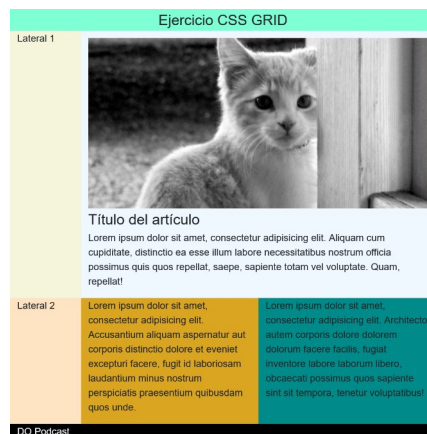 Ejercicio CSS GRID
Lateral 1
Título del artículo
Lorem ipsum dolor sit amet, consectetur adipisicing elit. Aliquam cum
cupiditate, distinctio ea esse illum labore necessitatibus nostrum officia
possimus quis quos repellat, saepe, sapiente totam vel voluptate. Quam,
repellat!
Lateral 2
Lorem ipsum dolor sit amet,
consectetur adipisicing elit.
Accusantium aliquam aspernatur aut
corporis distinctio dolore et eveniet
excepturi facere, fugit id laboriosam
laudantium minus nostrum
perspiciatis praesentium quibusdam
quos unde.
Lorem ipsum dolor sit amet,
consectetur adipisicing elit. Architecto
autem corporis dolore dolorem
dolorum facere facilis, fugiat
inventore labore laborum libero,
obcaecati possimus quos sapiente
sint sit tempora, tenetur voluptatibus!
DO Podcast